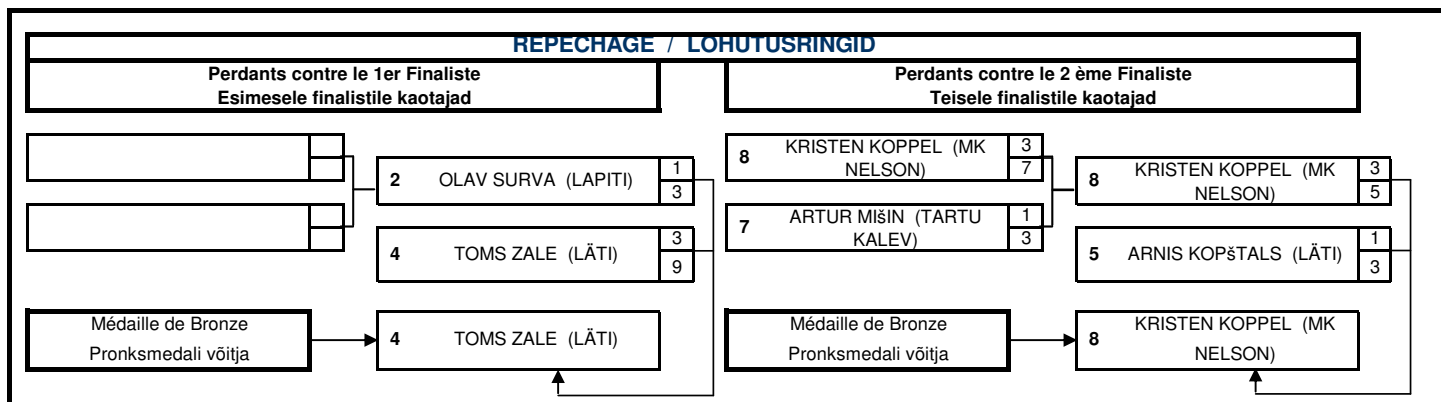 REPECHAGE / LOHUTUSRINGID
Perdants contre le 1er Finaliste
Esimesele finalistile kaotajad
Perdants contre le 2 ème Finaliste
Teisele finalistile kaotajad
2 OLAV SURVA (LAPITI) 1
3
4 TOMS ZALE (LÄTI) 3
9
Médaille de Bronze
Pronksmedali võitja
4 TOMS ZALE (LÄTI)
8 KRISTEN KOPPEL (MK 3
NELSON) 7
7 ARTUR MIšIN (TARTU 1
KALEV) 3
8 KRISTEN KOPPEL (MK 3
NELSON) 5
5 ARNIS KOPšTALS (LÄTI) 1
3
Médaille de Bronze
Pronksmedali võitja
8 KRISTEN KOPPEL (MK
NELSON)